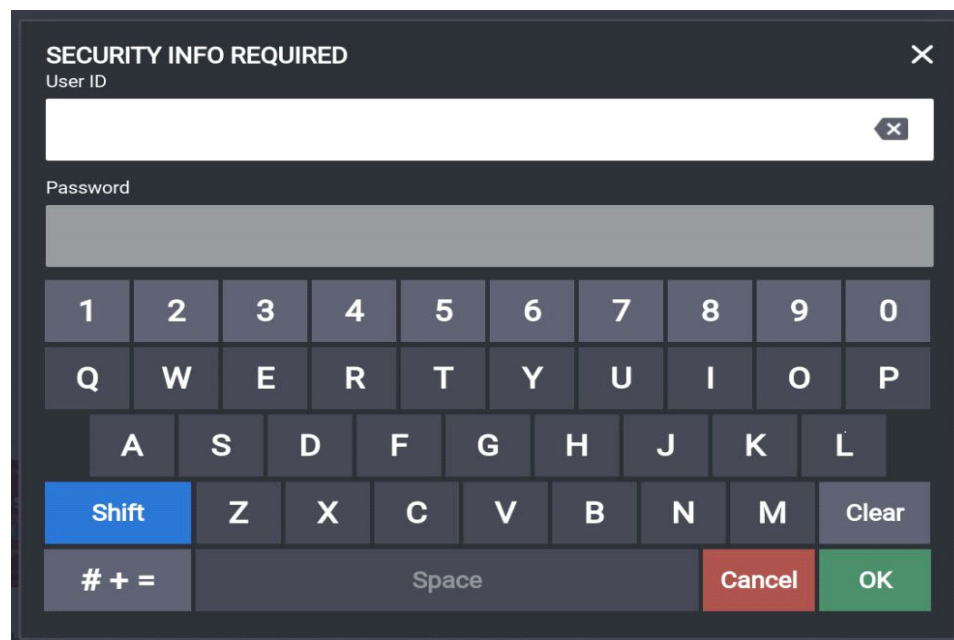 SECURITY INFO REQUIRED
User ID
Password
1 2 3 4 5 6 7 8 9 0
Q W E R T Y U I O P
A S D F G H J K L
Shift Z X C V B N M Clear
# + = Space Cancel OK